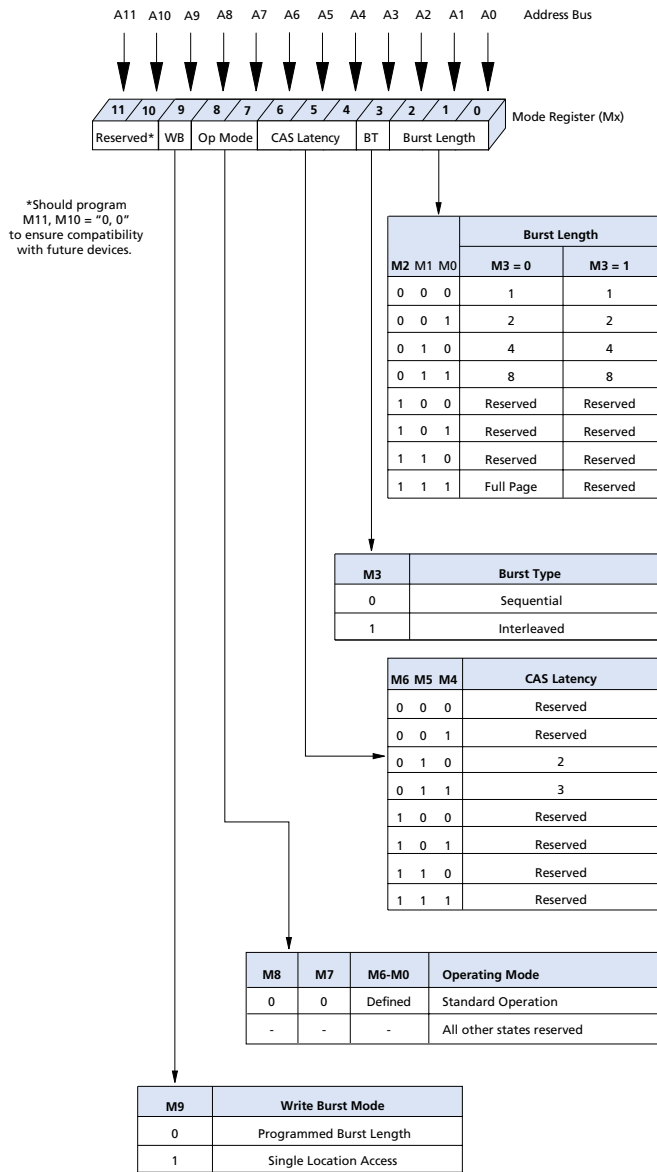 A11 A10 A9 A8 A7 A6 A5 A4 A3 A2 A1 A0 Address Bus
11 10 9 8 7 6 5 4 3 2 1 0
Mode Register (Mx)
Reserved* WB Op Mode CAS Latency BT Burst Length
*Should program
M11, M10 = “0, 0”
to ensure compatibility
with future devices.
Burst Length
M2 M1 M0 M3 = 0 M3 = 1
0 0 0 1 1
0 0 1 2 2
0 1 0 4 4
0 1 1 8 8
1 0 0 Reserved Reserved
1 0 1 Reserved Reserved
1 1 0 Reserved Reserved
1 1 1 Full Page Reserved
M3 Burst Type
0 Sequential
1 Interleaved
M6 M5 M4 CAS Latency
0 0 0 Reserved
0 0 1 Reserved
0 1 0 2
0 1 1 3
1 0 0 Reserved
1 0 1 Reserved
1 1 0 Reserved
1 1 1 Reserved
M8 M7 M6-M0 Operating Mode
0 0 Defined Standard Operation
- - - All other states reserved
M9 Write Burst Mode
0 Programmed Burst Length
1 Single Location Access